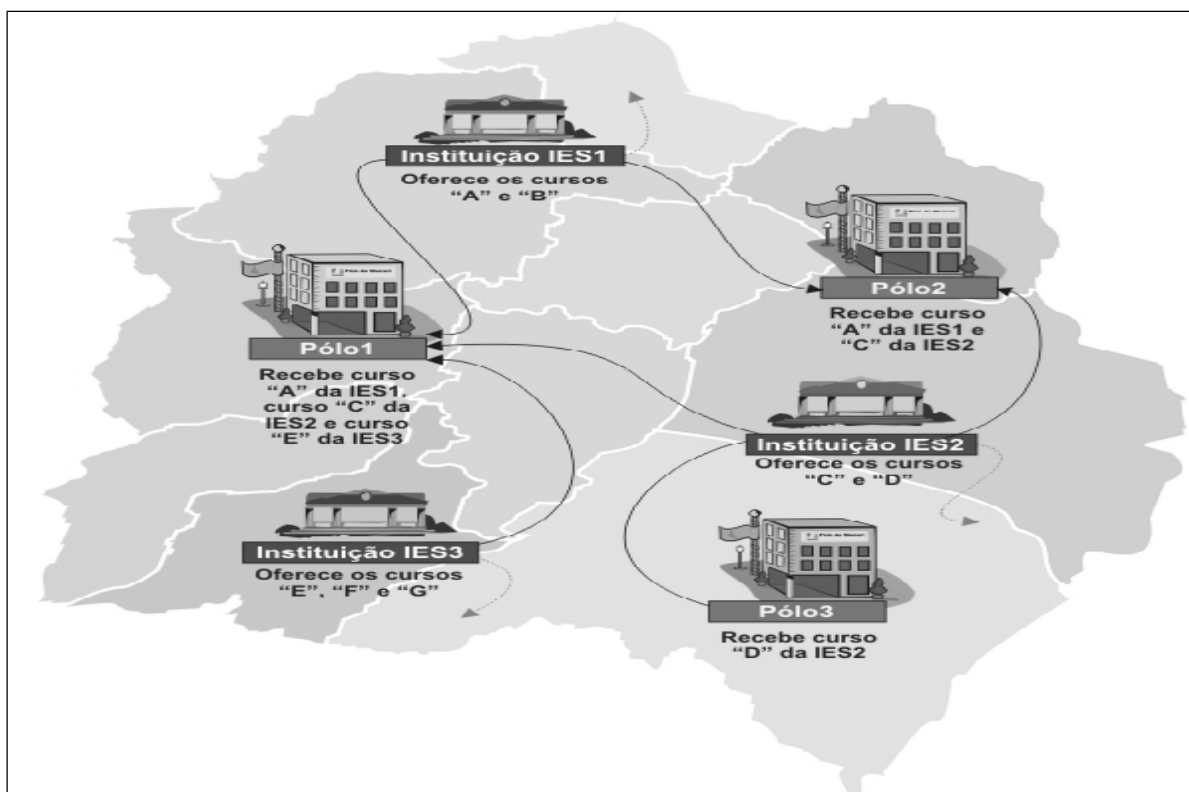 Instituição IES1
Oferece os cursos
“A” e “B”
Pólo2
Recebe curso
“A” da IES1 e
“C” da IES2
Pólo1
Recebe curso
“A” da IES1,
curso “C” da
IES2 e curso
“E” da IES3
Instituição IES2
Oferece os cursos
“C” e “D”
Instituição IES3
Oferece os cursos
“E”, “F” e “G”
Pólo3
Recebe curso
“D” da IES2